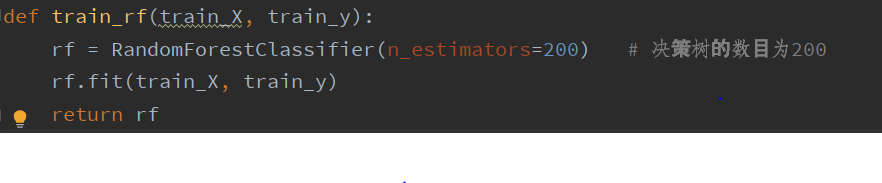 def train_rf(train_X, train_y):
    rf = RandomForestClassifier(n_estimators=200)   # 决策树的数目为200
    rf.fit(train_X, train_y)
    return rf